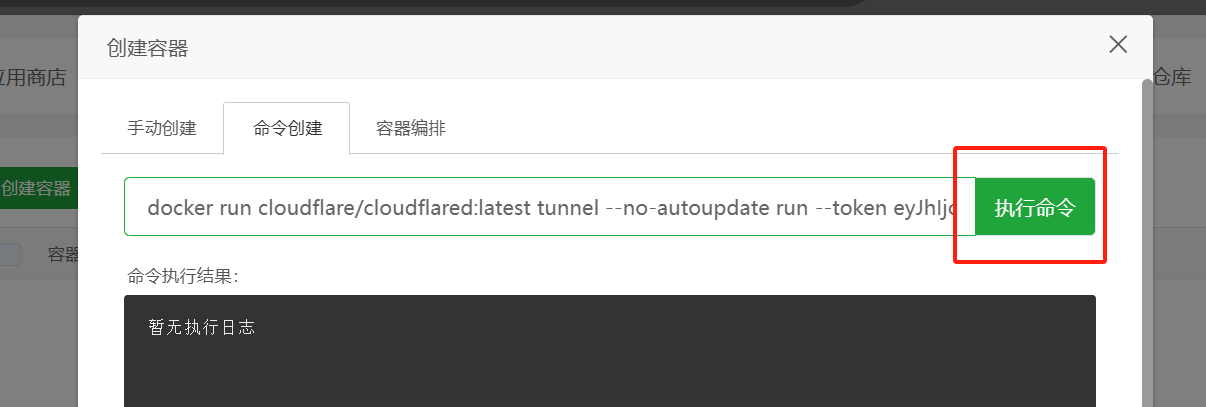 创建容器
应用商店
仓库
手动创建
命令创建
容器编排
创建容器
docker run cloudflare/cloudflared:latest tunnel --no-autoupdate run --token eyJhIjo
执行命令
容器
命令执行结果:
暂无执行日志